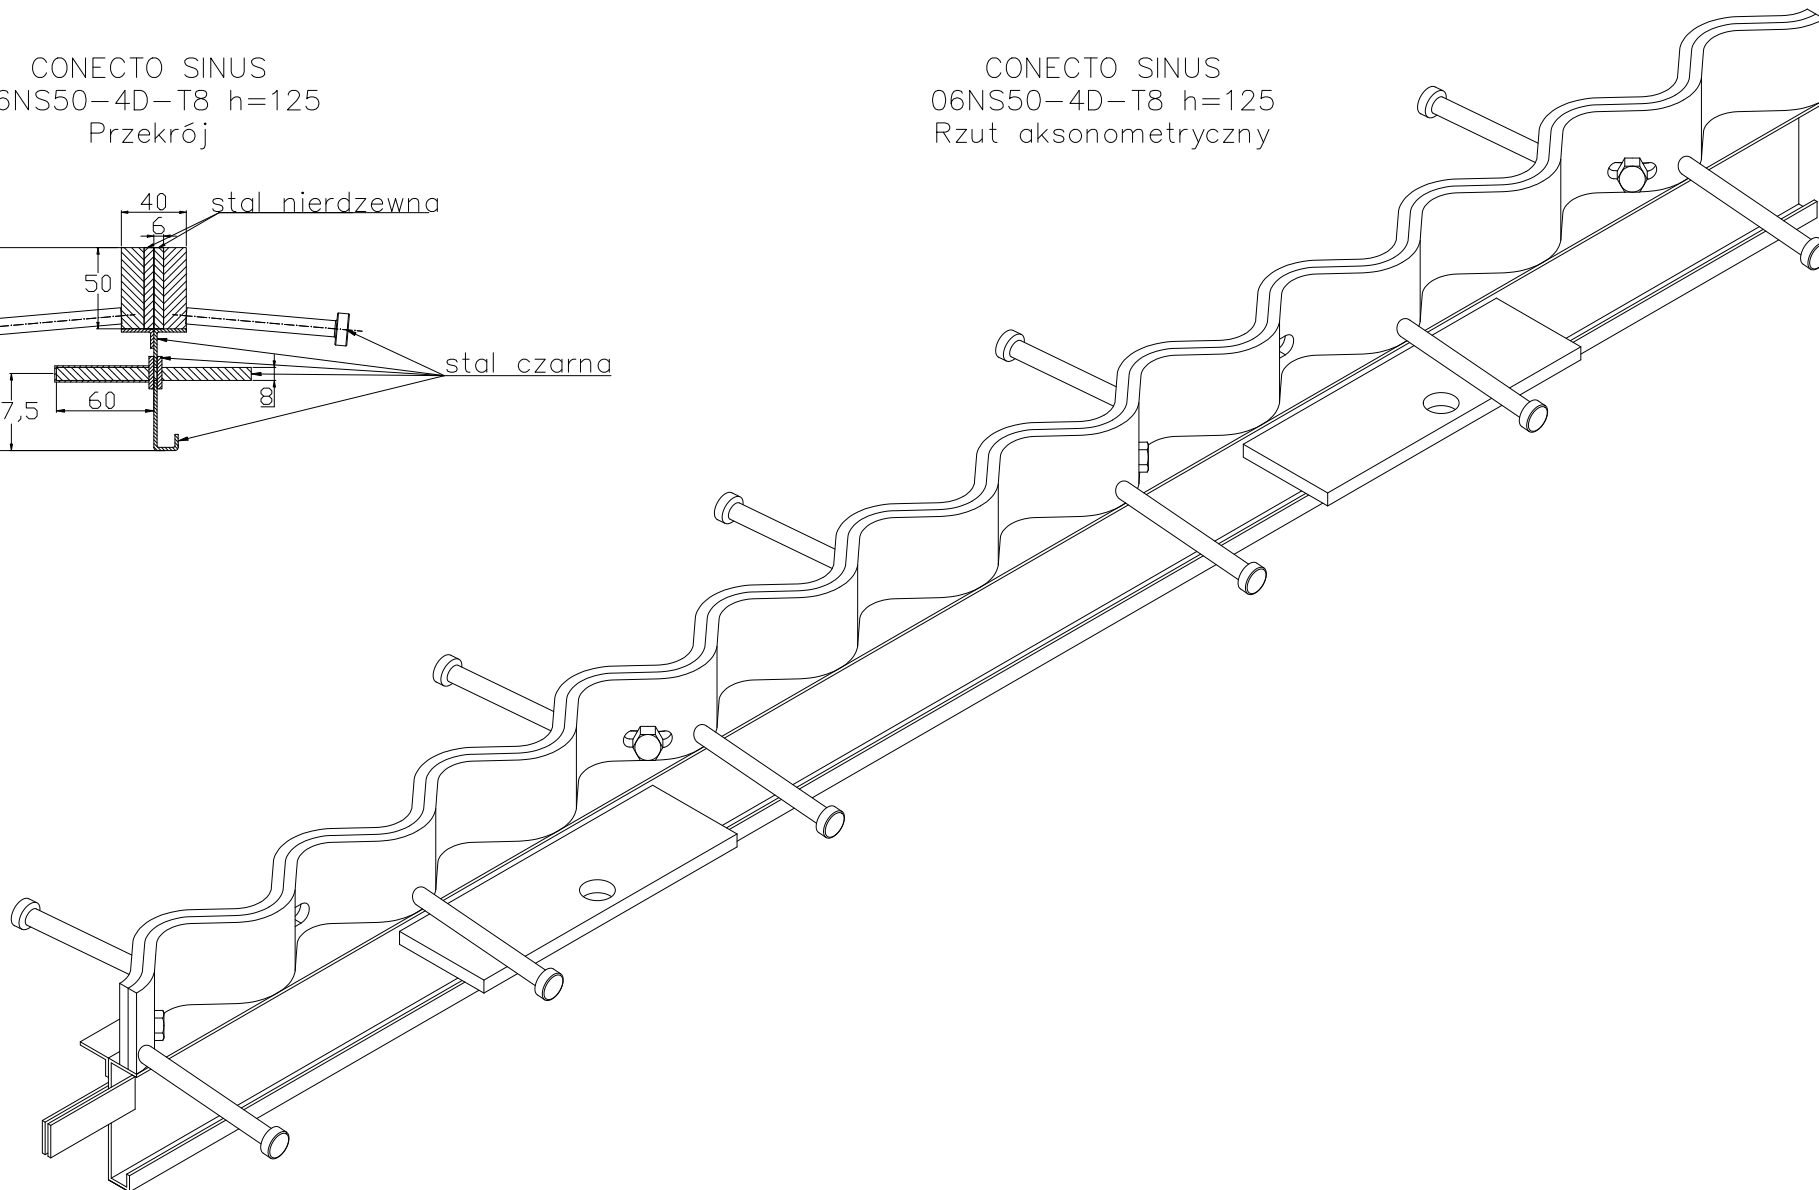 CONECTO SINUS
6NS50-4D-T8 h=125
Przekrój
CONECTO SINUS
06NS50-4D-T8 h=125
Rzut aksonometryczny
40
stal nierdzewna
6
50
stal czarna
60
8
7,5